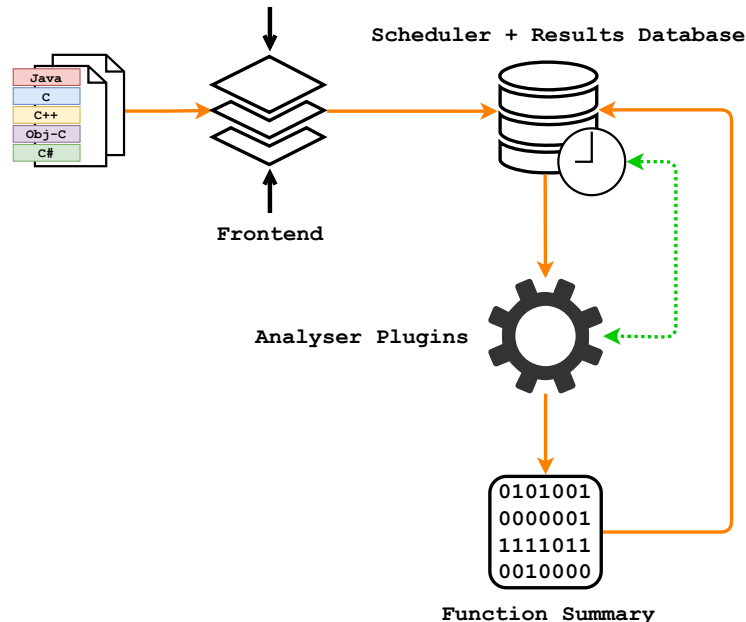 Scheduler + Results Database
Java
C
C++
Obj-C
C#
Frontend
Analyser Plugins
0101001
0000001
1111011
0010000
Function Summary